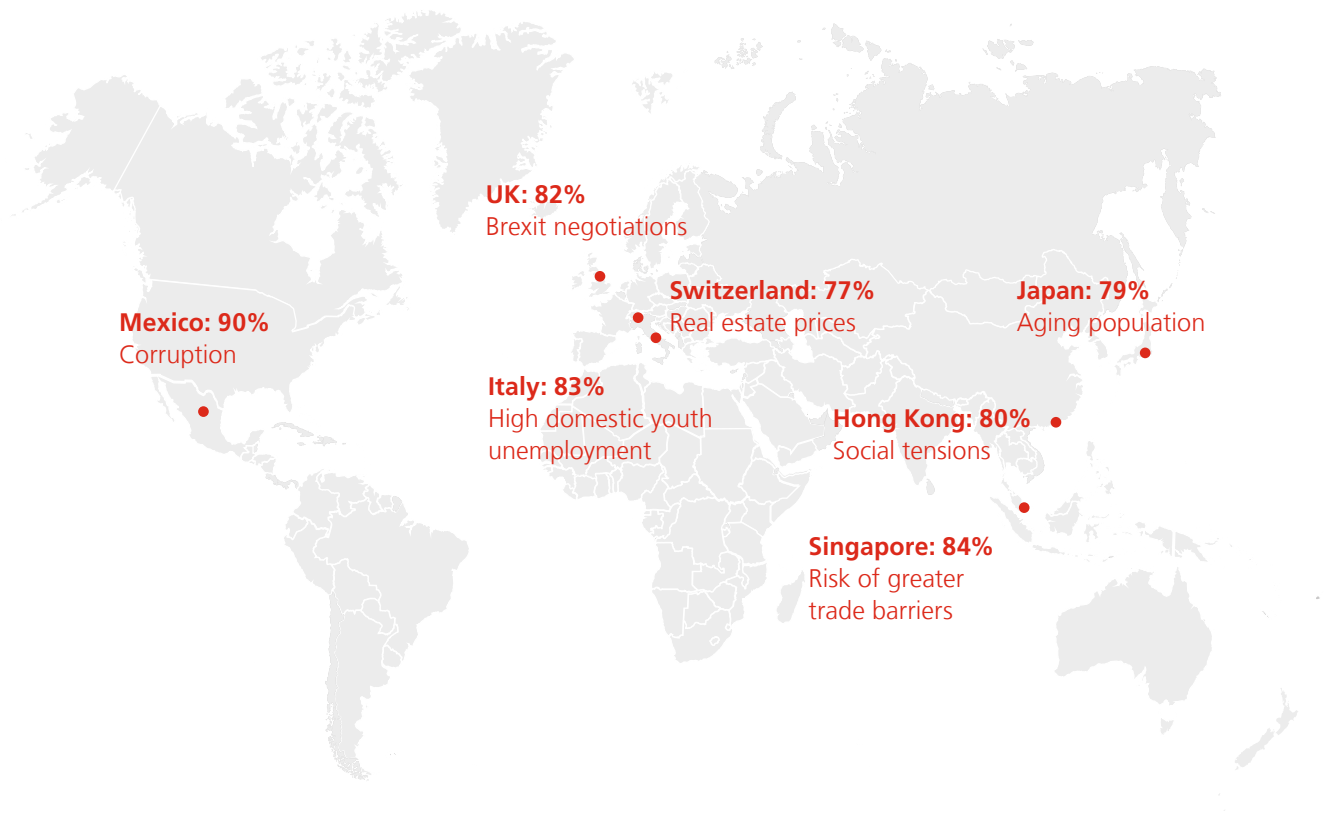 UK: 82%
Brexit negotiations
Switzerland: 77%
Real estate prices
Japan: 79%
Aging population
Mexico: 90%
Corruption
Italy: 83%
High domestic youth
unemployment
Hong Kong: 80%
Social tensions
Singapore: 84%
Risk of greater
trade barriers